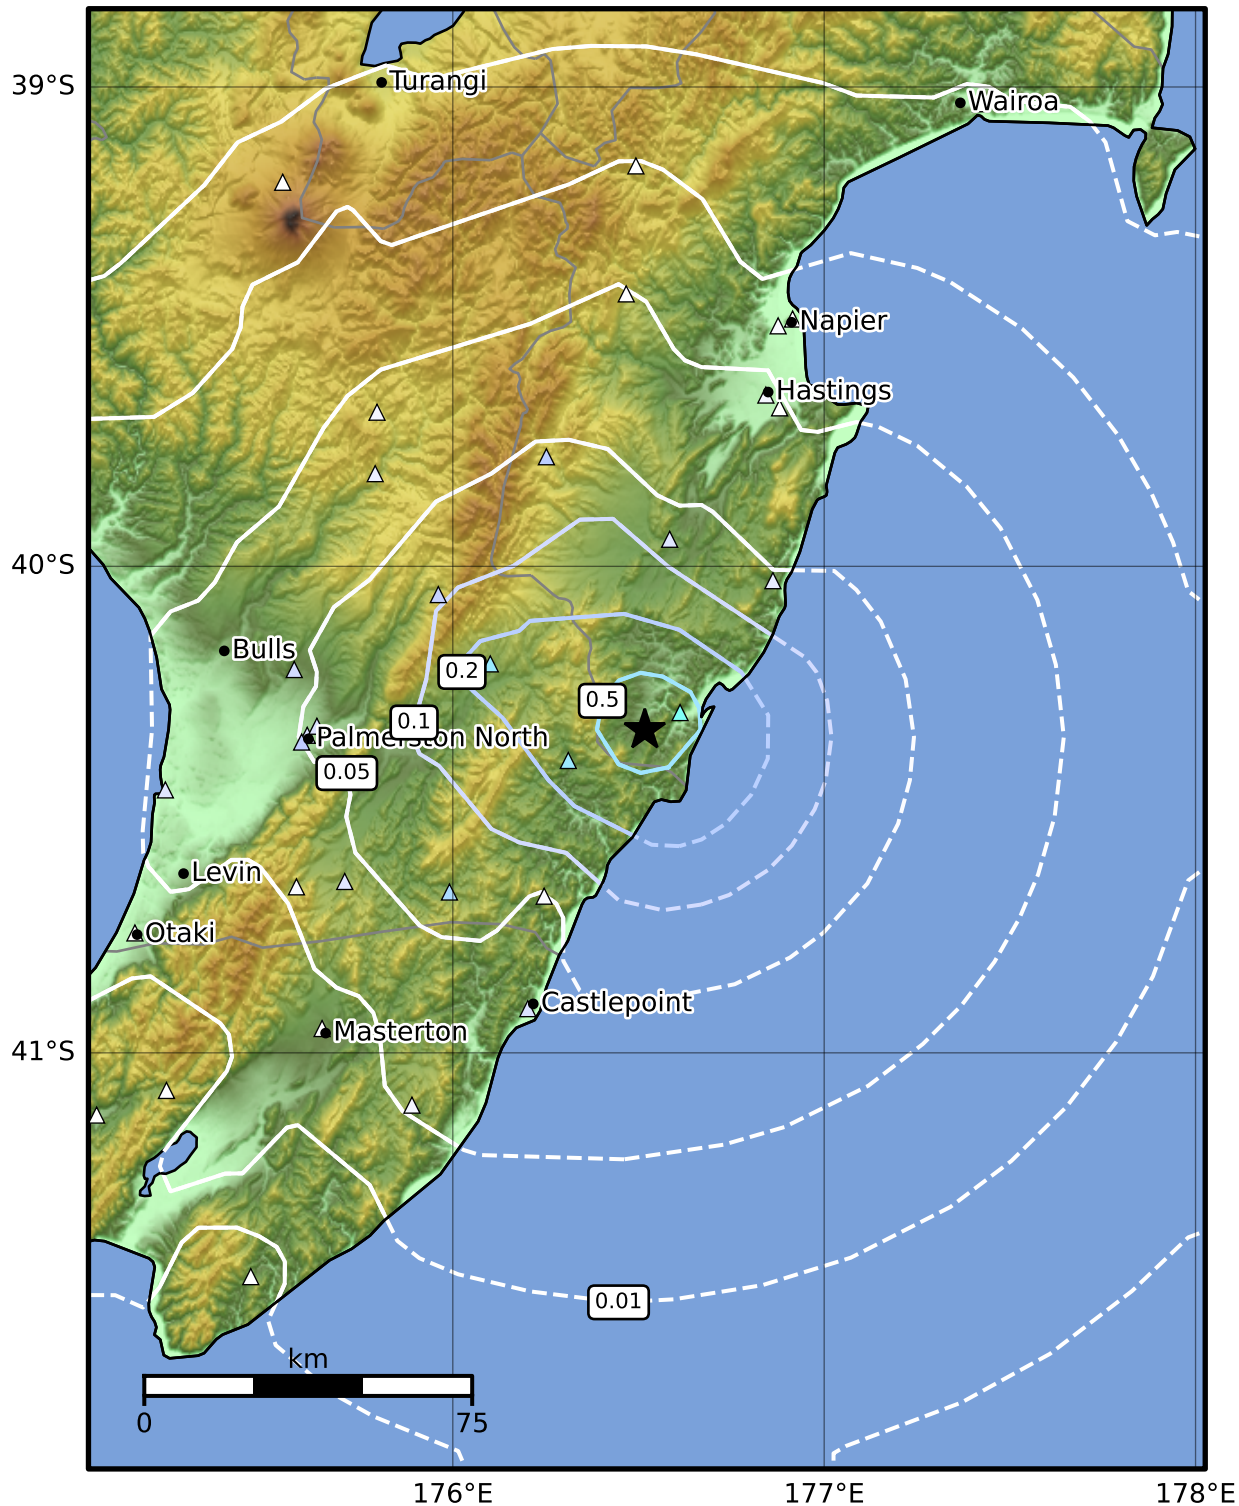 39°S
Turangi
Wairoa
Napier
Hastings
40°S
Bulls
0.2
0.5
0.1
Palmerston North
0.05
Levin
Otaki
Castlepoint
Masterton
41°S
0.01
km
0 75
176°E 177°E 178°E